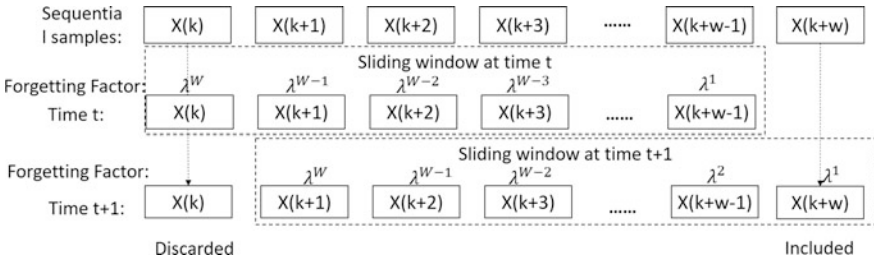 Sequentia
l samples: X(k) X(k+1) X(k+2) X(k+3) ...... X(k+w-1) X(k+w)
Sliding window at time t
Forgetting Factor: λ^W λ^{W-1} λ^{W-2} λ^{W-3} λ^1
Time t: X(k) X(k+1) X(k+2) X(k+3) ...... X(k+w-1)
Sliding window at time t+1
Forgetting Factor: λ^W λ^{W-1} λ^{W-2} λ^2 λ^1
Time t+1: X(k) X(k+1) X(k+2) X(k+3) ...... X(k+w-1) X(k+w)
Discarded Included